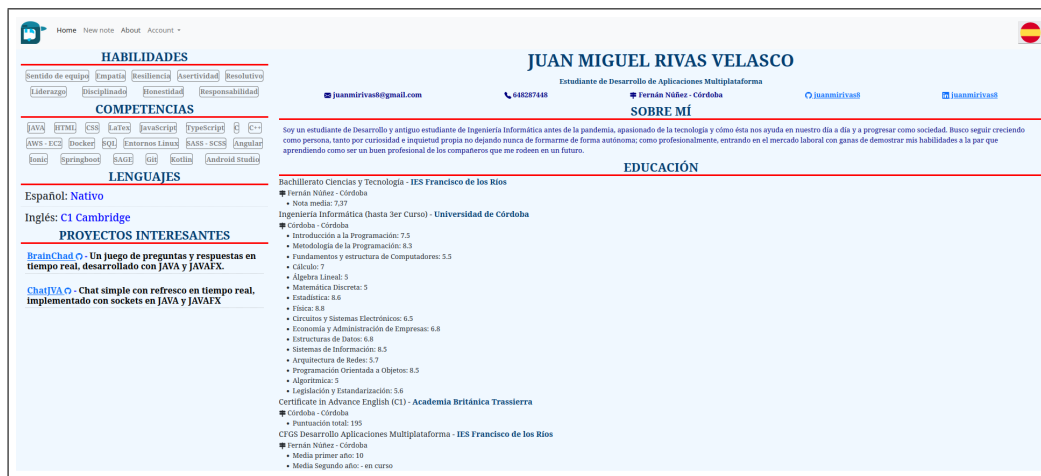 Home New note About Account
HABILIDADES
Sentido de equipo Empatía Resiliencia Asertividad Resolutivo
Liderazgo Disciplinado Honestidad Responsabilidad
COMPETENCIAS
JAVA HTML CSS LaTex JavaScript TypeScript C C++
AWS - EC2 Docker SQL Entornos Linux SASS - SCSS Angular
Ionic Springboot SAGE Git Kotlin Android Studio
LENGUAJES
Español: Nativo
Inglés: C1 Cambridge
PROYECTOS INTERESANTES
BrainChad - Un juego de preguntas y respuestas en
tiempo real, desarrollado con JAVA y JAVAFX.
ChatJVA - Chat simple con refresco en tiempo real,
implementado con sockets en JAVA y JAVAFX
JUAN MIGUEL RIVAS VELASCO
Estudiante de Desarrollo de Aplicaciones Multiplataforma
juanmirivas8@gmail.com 648287448 Fernán Núñez - Córdoba juanmirivas8 juanmirivas8
SOBRE MÍ
Soy un estudiante de Desarrollo y antiguo estudiante de Ingeniería Informática antes de la pandemia, apasionado de la tecnología y cómo ésta nos ayuda en nuestro día a día y a progresar como sociedad. Busco seguir creciendo
como persona, tanto por curiosidad e inquietud propia no dejando nunca de formarme de forma autónoma; como profesionalmente, entrando en el mercado laboral con ganas de demostrar mis habilidades a la par que
aprendiendo como ser un buen profesional de los compañeros que me rodeen en un futuro.
EDUCACIÓN
Bachillerato Ciencias y Tecnología - IES Francisco de los Ríos
Fernán Núñez - Córdoba
• Nota media: 7,37
Ingeniería Informática (hasta 3er Curso) - Universidad de Córdoba
Córdoba - Córdoba
• Introducción a la Programación: 7.5
• Metodología de la Programación: 8.3
• Fundamentos y estructura de Computadores: 5.5
• Cálculo: 7
• Álgebra Lineal: 5
• Matemática Discreta: 5
• Estadística: 8.6
• Física: 8.8
• Circuitos y Sistemas Electrónicos: 6.5
• Economía y Administración de Empresas: 6.8
• Estructuras de Datos: 6.8
• Sistemas de Información: 8.5
• Arquitectura de Redes: 5.7
• Programación Orientada a Objetos: 8.5
• Algorítmica: 5
• Legislación y Estandarización: 5.6
Certificate in Advance English (C1) - Academia Británica Trassierra
Córdoba - Córdoba
• Puntuación total: 195
CFGS Desarrollo Aplicaciones Multiplataforma - IES Francisco de los Ríos
Fernán Núñez - Córdoba
• Media primer año: 10
• Media Segundo año: - en curso